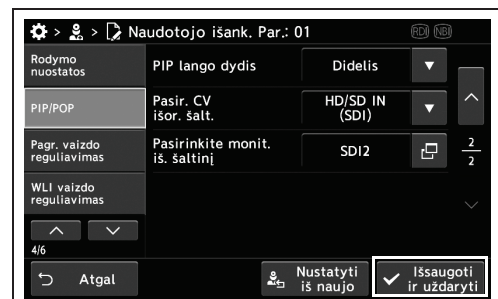 > > Naudotojo išank. Par.: 01 RDI NBI
Rodymo
nuostatos
PIP/POP
Pagr. vaizdo
reguliavimas
WLI vaizdo
reguliavimas
4/6
PIP lango dydis Didelis
Pasir. CV
išor. šalt.
HD/SD IN
(SDI)
Pasirinkite monit.
iš. šaltinį
SDI2
2
2
Atgal
Nustatyti
iš naujo
Išsaugoti
ir uždaryti